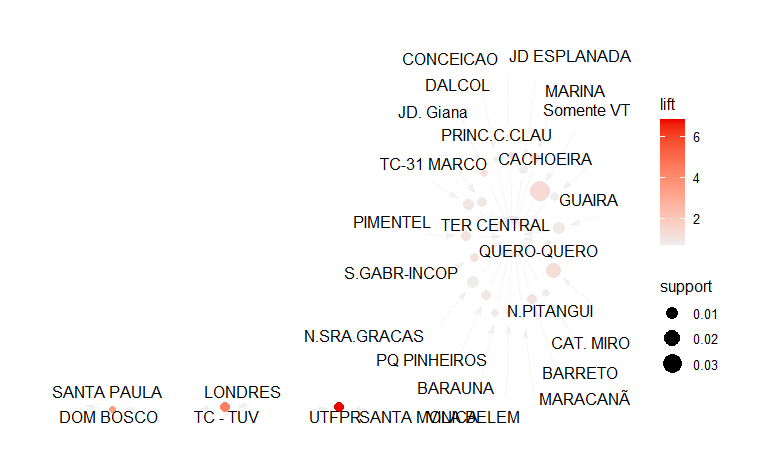 CONCEICAO
JD ESPLANADA
DALCOL
MARINA
JD. Giana
Somente VT
PRINC.C.CLAU
TC-31 MARCO
CACHOEIRA
GUAIRA
PIMENTEL
TER CENTRAL
QUERO-QUERO
S.GABR-INCOP
N.PITANGUI
N.SRA.GRACAS
CAT. MIRO
PQ PINHEIROS
BARRETO
BARAUNA
MARACANÃ
SANTA PAULA
LONDRES
DOM BOSCO
TC - TUV
UTFPR
SANTA MONICA
VILA BELEM
lift
6
4
2
support
0.01
0.02
0.03